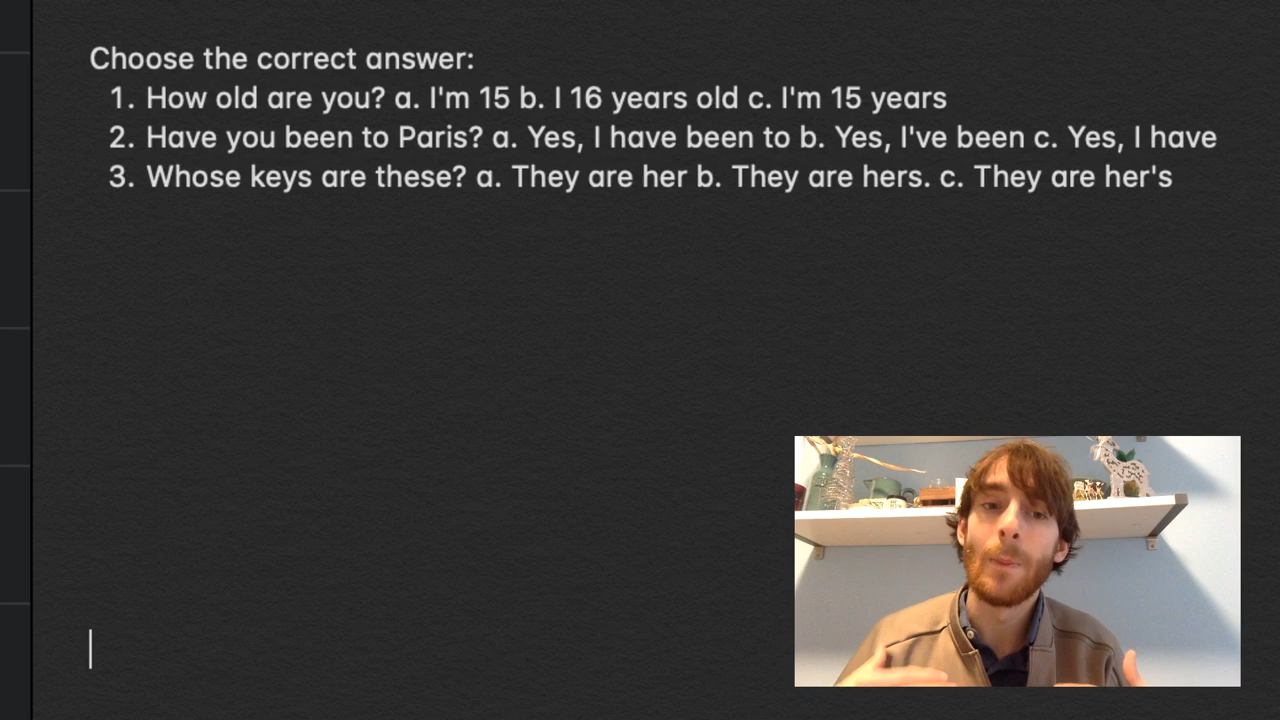 Choose the correct answer:
1. How old are you? a. I'm 15 b. I 16 years old c. I'm 15 years
2. Have you been to Paris? a. Yes, I have been to b. Yes, I've been c. Yes, I have
3. Whose keys are these? a. They are her b. They are hers. c. They are her's